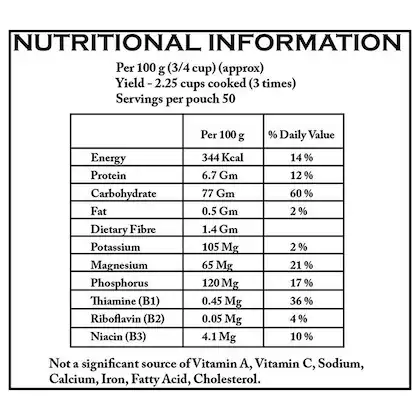 NUTRITIONAL INFORMATION
Per 100 g (3/4 cup) (approx)
Yield - 2.25 cups cooked (3 times)
Servings per pouch 50
Per 100 g % Daily Value
Energy 344 Kcal 14 %
Protein 6.7 Gm 12 %
Carbohydrate 77 Gm 60 %
Fat 0.5 Gm 2 %
Dietary Fibre 1.4 Gm
Potassium 105 Mg 2 %
Magnesium 65 Mg 21 %
Phosphorus 120 Mg 17 %
Thiamine (B1) 0.45 Mg 36 %
Riboflavin (B2) 0.05 Mg 4 %
Niacin (B3) 4.1 Mg 10 %
Not a significant source of Vitamin A, Vitamin C, Sodium,
Calcium, Iron, Fatty Acid, Cholesterol.